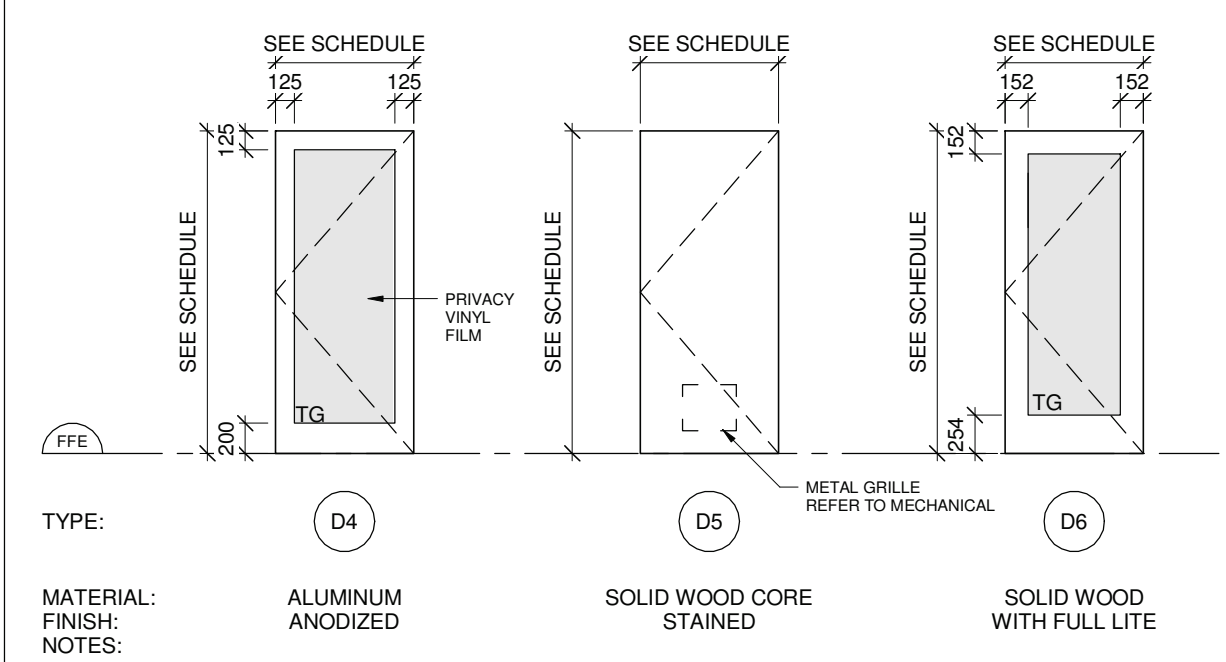 SEE SCHEDULE SEE SCHEDULE SEE SCHEDULE
125 125 152 152
125 152
SEE SCHEDULE SEE SCHEDULE SEE SCHEDULE
PRIVACY
VINYL
FILM
TG TG
200 254
FFE
METAL GRILLE
REFER TO MECHANICAL
TYPE: D4 D5 D6
MATERIAL: ALUMINUM SOLID WOOD CORE SOLID WOOD
FINISH: ANODIZED STAINED WITH FULL LITE
NOTES: